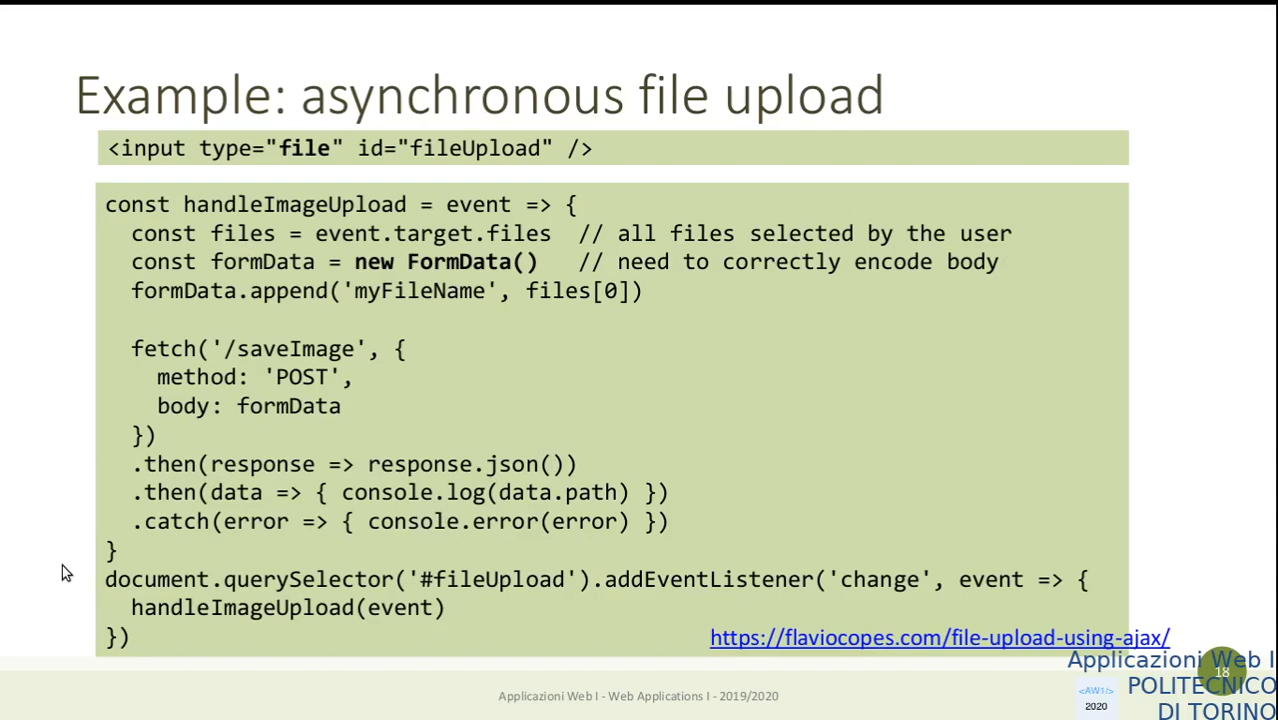 Example: asynchronous file upload
<input type="file" id="fileUpload" />
const handleImageUpload = event => {
  const files = event.target.files  // all files selected by the user
  const formData = new FormData()   // need to correctly encode body
  formData.append('myFileName', files[0])
  fetch('/saveImage', {
    method: 'POST',
    body: formData
  })
  .then(response => response.json())
  .then(data => { console.log(data.path) })
  .catch(error => { console.error(error) })
}
document.querySelector('#fileUpload').addEventListener('change', event => {
  handleImageUpload(event)
})
https://flaviocopes.com/file-upload-using-ajax/
Applicazioni Web I - Web Applications I - 2019/2020
18
Applicazioni Web I
POLITECNICO
DI TORINO
<AW1/>
2020